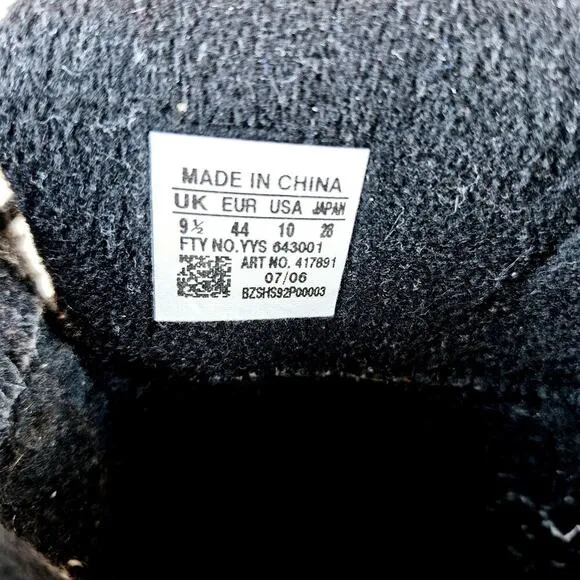 MADE IN CHINA
UK EUR USA JAPAN
9½ 44 10 28
FTY NO.YYS 643001
ART NO. 417891
07/06
BZSHS92P00003